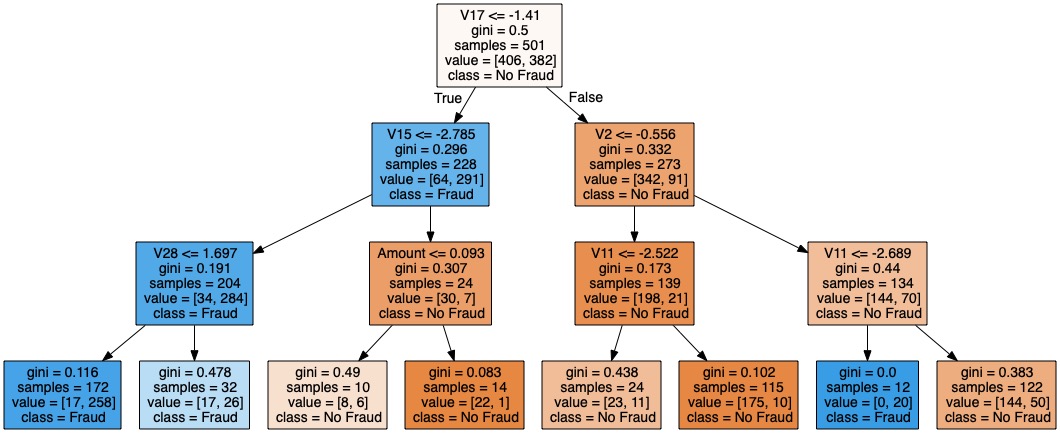 V17 <= -1.41
gini = 0.5
samples = 501
value = [406, 382]
class = No Fraud
True
False
V15 <= -2.785
gini = 0.296
samples = 228
value = [64, 291]
class = Fraud
V2 <= -0.556
gini = 0.332
samples = 273
value = [342, 91]
class = No Fraud
V28 <= 1.697
gini = 0.191
samples = 204
value = [34, 284]
class = Fraud
Amount <= 0.093
gini = 0.307
samples = 24
value = [30, 7]
class = No Fraud
V11 <= -2.522
gini = 0.173
samples = 139
value = [198, 21]
class = No Fraud
V11 <= -2.689
gini = 0.44
samples = 134
value = [144, 70]
class = No Fraud
gini = 0.116
samples = 172
value = [17, 258]
class = Fraud
gini = 0.478
samples = 32
value = [17, 26]
class = Fraud
gini = 0.49
samples = 10
value = [8, 6]
class = No Fraud
gini = 0.083
samples = 14
value = [22, 1]
class = No Fraud
gini = 0.438
samples = 24
value = [23, 11]
class = No Fraud
gini = 0.102
samples = 115
value = [175, 10]
class = No Fraud
gini = 0.0
samples = 12
value = [0, 20]
class = Fraud
gini = 0.383
samples = 122
value = [144, 50]
class = No Fraud